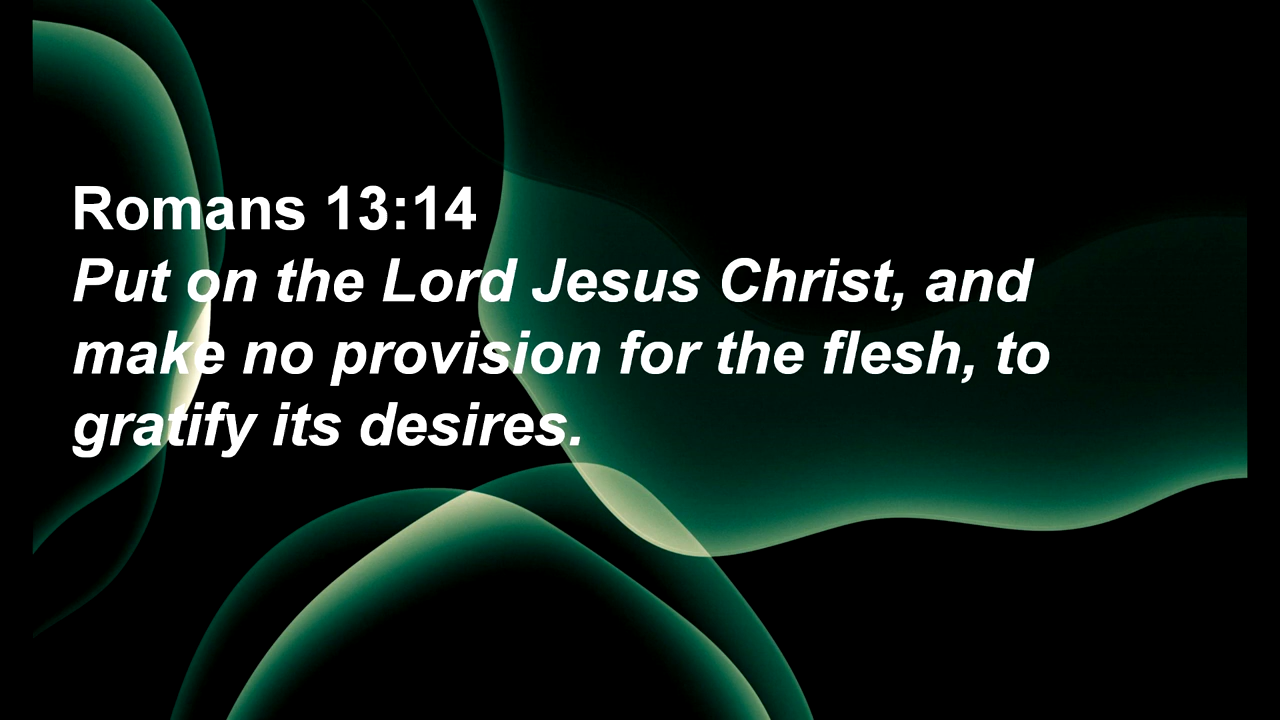 Romans 13:14
Put on the Lord Jesus Christ, and
make no provision for the flesh, to
gratify its desires.